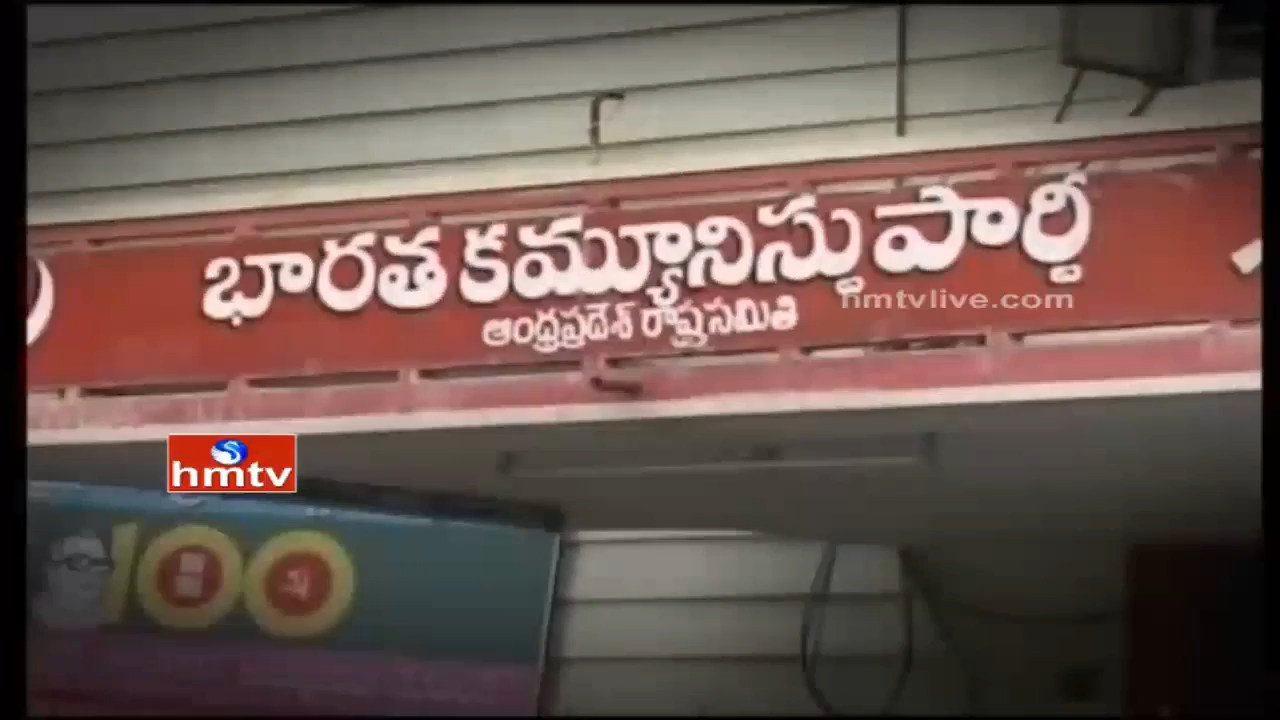 భారత కమ్యూనిస్టు పార్టీ
ఆంధ్రప్రదేశ్ రాష్ట్రసమితి
hmtvlive.com
hmtv
100